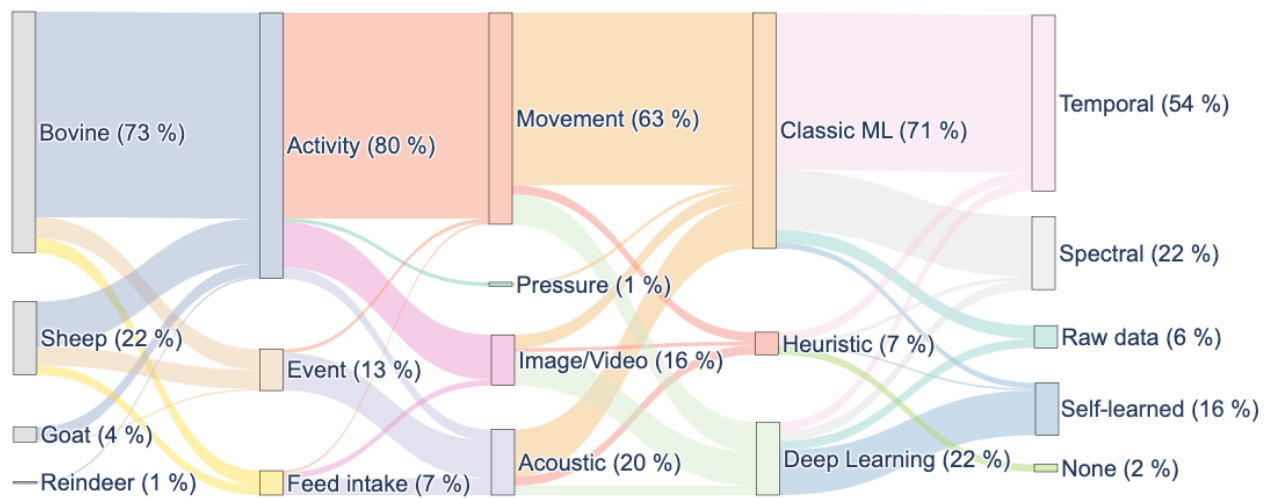 Bovine (73 %)
Sheep (22 %)
Goat (4 %)
Reindeer (1 %)
Activity (80 %)
Event (13 %)
Feed intake (7 %)
Movement (63 %)
Pressure (1 %)
Image/Video (16 %)
Acoustic (20 %)
Classic ML (71 %)
Heuristic (7 %)
Deep Learning (22 %)
Temporal (54 %)
Spectral (22 %)
Raw data (6 %)
Self-learned (16 %)
None (2 %)